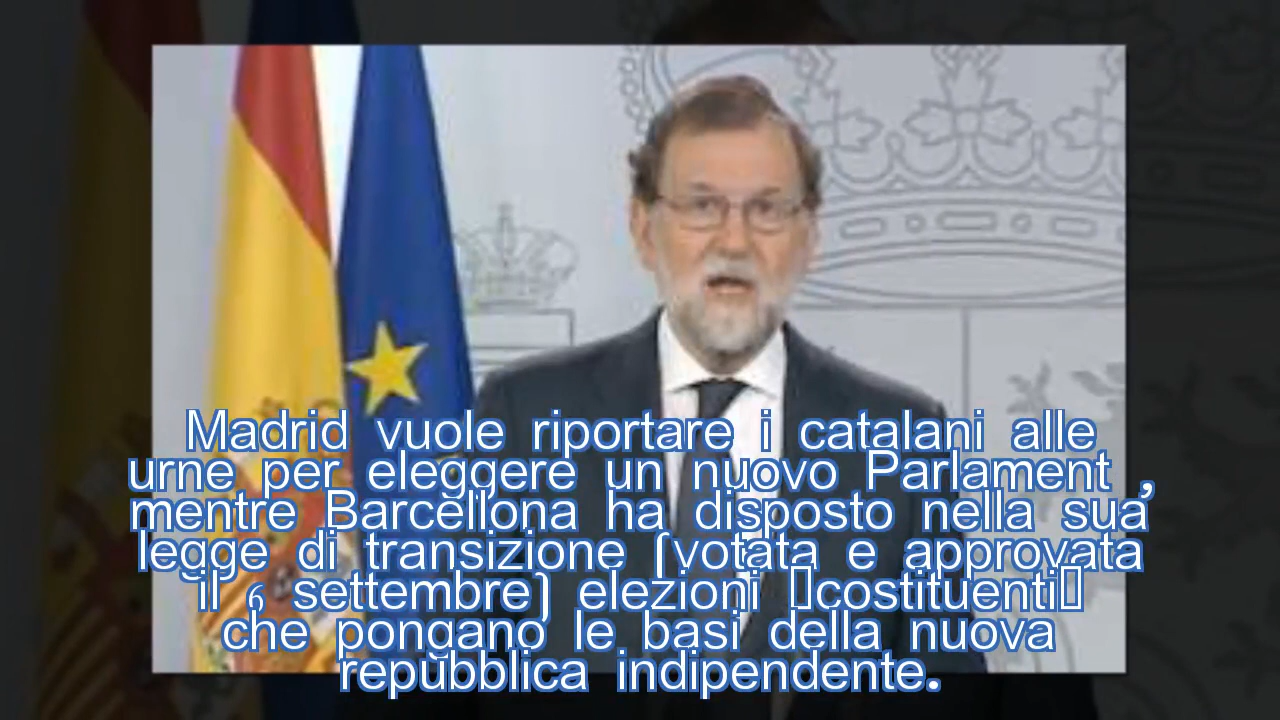 Madrid vuole riportare i catalani alle
urne per eleggere un nuovo Parlament ,
mentre Barcellona ha disposto nella sua
legge di transizione (votata e approvata
il 6 settembre) elezioni □costituenti□
che pongano le basi della nuova
repubblica indipendente.